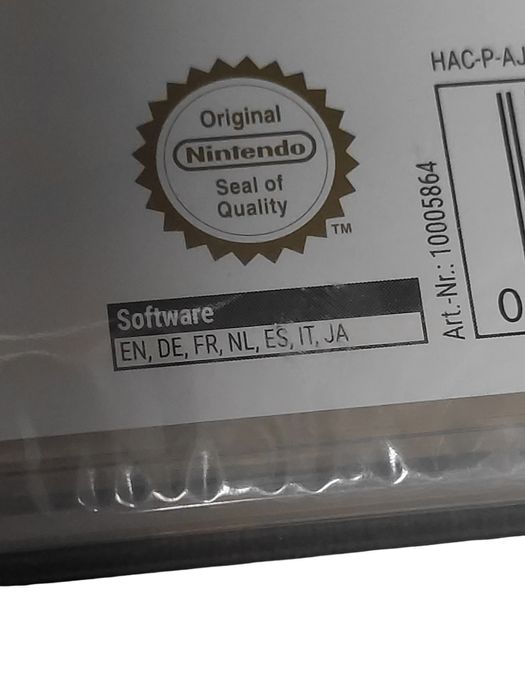 HAC-P-AJ
Original
Nintendo
Seal of
Quality
TM
Art.-Nr.: 10005864
0
Software
EN, DE, FR, NL, ES, IT, JA